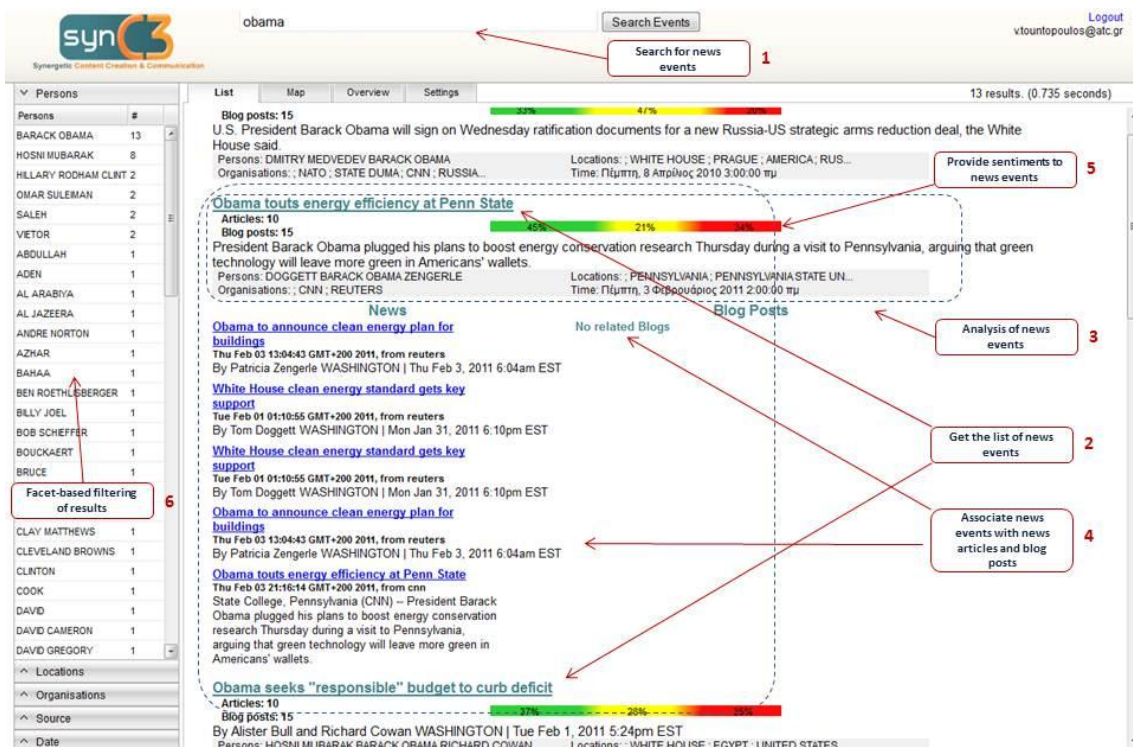 syn C3
Synergetic Content Creation & Communication
obama
Search Events
Logout
v.tountopoulos@atc.gr
Search for news
events
1
Persons
Persons #
BARACK OBAMA 13
HOSNI MUBARAK 8
HILLARY RODHAM CLINT 2
OMAR SULEIMAN 2
SALEH 2
VIETOR 2
ABDULLAH 1
ADEN 1
AL ARABIYA 1
AL JAZEERA 1
ANDRE NORTON 1
AZHAR 1
BAHAA 1
BEN ROETHLISBERGER 1
BILLY JOEL 1
BOB SCHIEFFER 1
BOUCKAERT 1
BRUCE 1
Facet-based filtering
of results
6
CLAY MATTHEWS 1
CLEVELAND BROWNS 1
CLINTON 1
COOK 1
DAVID 1
DAVID CAMERON 1
DAVID GREGORY 1
Locations
Organisations
Source
Date
List Map Overview Settings
13 results. (0.735 seconds)
33% 47% 20%
Blog posts: 15
U.S. President Barack Obama will sign on Wednesday ratification documents for a new Russia-US strategic arms reduction deal, the White
House said.
Persons: DMITRY MEDVEDEV BARACK OBAMA Locations: ; WHITE HOUSE ; PRAGUE ; AMERICA; RUS...
Organisations: ; NATO ; STATE DUMA; CNN ; RUSSIA... Time: Πέμπτη, 8 Απρίλιος 2010 3:00:00 πμ
Provide sentiments to
news events
5
Obama touts energy efficiency at Penn State
Articles: 10
Blog posts: 15
45% 21% 34%
President Barack Obama plugged his plans to boost energy conservation research Thursday during a visit to Pennsylvania, arguing that green
technology will leave more green in Americans' wallets.
Persons: DOGGETT BARACK OBAMA ZENGERLE Locations: ; PENNSYLVANIA ; PENNSYLVANIA STATE UN...
Organisations: ; CNN ; REUTERS Time: Πέμπτη, 3 Φεβρουάριος 2011 2:00:00 πμ
News
Blog Posts
Analysis of news
events
3
Obama to announce clean energy plan for
buildings
Thu Feb 03 13:04:43 GMT+200 2011, from reuters
By Patricia Zengerle WASHINGTON | Thu Feb 3, 2011 6:04am EST
No related Blogs
White House clean energy standard gets key
support
Tue Feb 01 01:10:55 GMT+200 2011, from reuters
By Tom Doggett WASHINGTON | Mon Jan 31, 2011 6:10pm EST
White House clean energy standard gets key
support
Tue Feb 01 01:10:55 GMT+200 2011, from reuters
By Tom Doggett WASHINGTON | Mon Jan 31, 2011 6:10pm EST
Get the list of news
events
2
Obama to announce clean energy plan for
buildings
Thu Feb 03 13:04:43 GMT+200 2011, from reuters
By Patricia Zengerle WASHINGTON | Thu Feb 3, 2011 6:04am EST
Associate news
events with news
articles and blog
posts
4
Obama touts energy efficiency at Penn State
Thu Feb 03 21:16:14 GMT+200 2011, from cnn
State College, Pennsylvania (CNN) -- President Barack
Obama plugged his plans to boost energy conservation
research Thursday during a visit to Pennsylvania,
arguing that green technology will leave more green in
Americans' wallets.
Obama seeks "responsible" budget to curb deficit
Articles: 10
Blog posts: 15
37% 28% 25%
By Alister Bull and Richard Cowan WASHINGTON | Tue Feb 1, 2011 5:24pm EST
Persons: HOSNI MUBARAK BARACK OBAMA RICHARD COWAN Locations: ; WHITE HOUSE ; EGYPT ; UNITED STATES